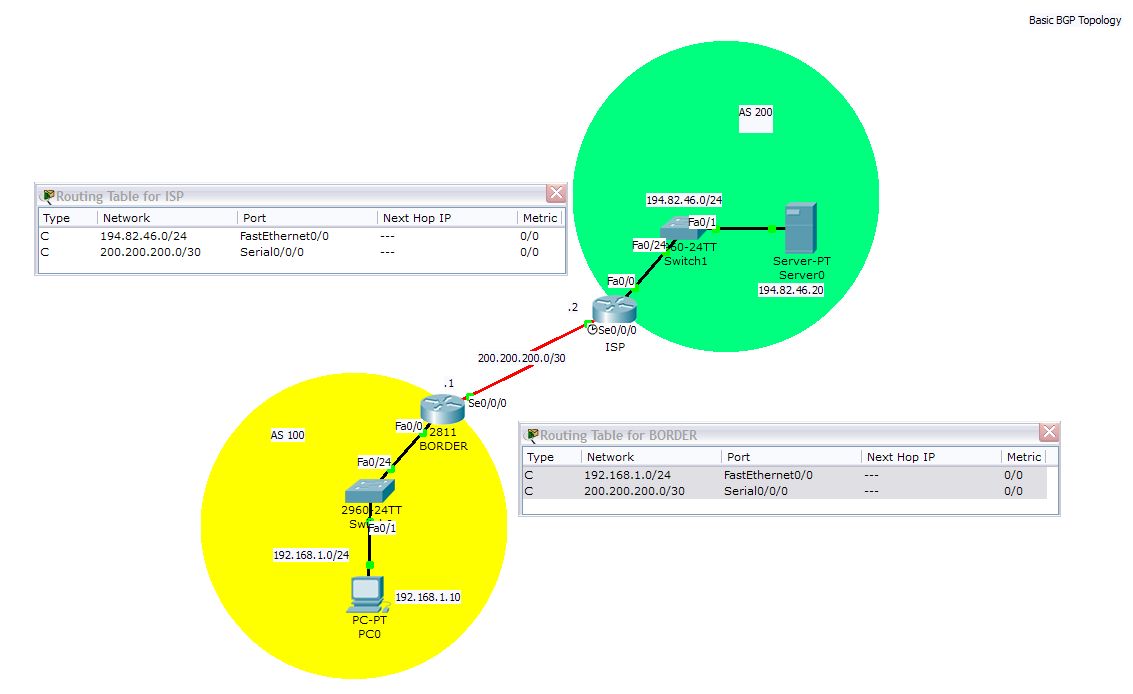 Basic BGP Topology
AS 200
Routing Table for ISP
Type Network Port Next Hop IP Metric
C 194.82.46.0/24 FastEthernet0/0 --- 0/0
C 200.200.200.0/30 Serial0/0/0 --- 0/0
194.82.46.0/24
Fa0/1
Fa0/24
60-24TT
Switch1
Server-PT
Server0
194.82.46.20
Fa0/0
.2
Se0/0/0
ISP
200.200.200.0/30
.1
Se0/0/0
Fa0/0
2811
BORDER
AS 100
Routing Table for BORDER
Type Network Port Next Hop IP Metric
C 192.168.1.0/24 FastEthernet0/0 --- 0/0
C 200.200.200.0/30 Serial0/0/0 --- 0/0
Fa0/24
2960-24TT
Fa0/1
192.168.1.0/24
192.168.1.10
PC-PT
PC0